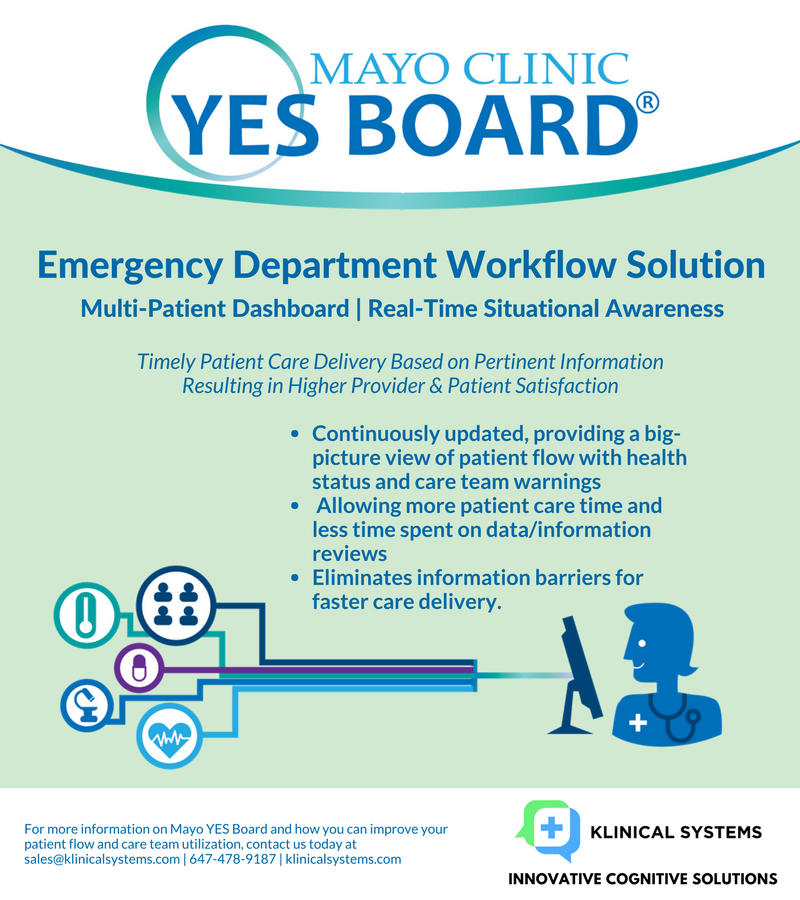 MAYO CLINIC
YES BOARD®
Emergency Department Workflow Solution
Multi-Patient Dashboard | Real-Time Situational Awareness
Timely Patient Care Delivery Based on Pertinent Information
Resulting in Higher Provider & Patient Satisfaction
• Continuously updated, providing a big-
picture view of patient flow with health
status and care team warnings
• Allowing more patient care time and
less time spent on data/information
reviews
• Eliminates information barriers for
faster care delivery.
For more information on Mayo YES Board and how you can improve your
patient flow and care team utilization, contact us today at
sales@klinicalsystems.com | 647-478-9187 | klinicalsystems.com
KLINICAL SYSTEMS
INNOVATIVE COGNITIVE SOLUTIONS